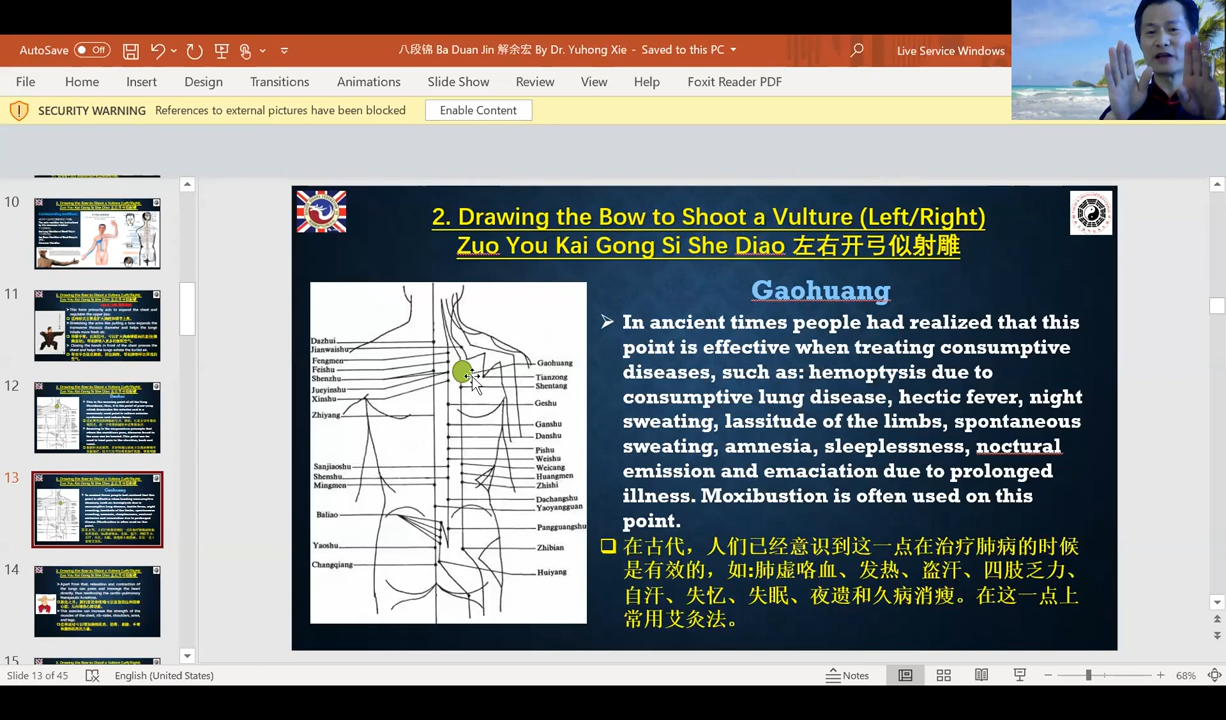 AutoSave Off
八段锦 Ba Duan Jin 解余宏 By Dr. Yuhong Xie - Saved to this PC
Live Service Windows
File Home Insert Design Transitions Animations Slide Show Review View Help Foxit Reader PDF
SECURITY WARNING References to external pictures have been blocked Enable Content
10
11
12
13
14
15
2. Drawing the Bow to Shoot a Vulture (Left/Right)
Zuo You Kai Gong Si She Diao 左右开弓似射雕
Gaohuang
In ancient times people had realized that this
point is effective when treating consumptive
diseases, such as: hemoptysis due to
consumptive lung disease, hectic fever, night
sweating, lassitude of the limbs, spontaneous
sweating, amnesia, sleeplessness, noctural
emission and emaciation due to prolonged
illness. Moxibustion is often used on this
point.
在古代，人们已经意识到这一点在治疗肺病的时候
是有效的，如:肺虚咯血、发热、盗汗、四肢乏力、
自汗、失忆、失眠、夜遗和久病消瘦。在这一点上
常用艾灸法。
Dazhui
Jianwaishu
Fengmen
Feishu
Shenzhu
Jueyinshu
Xinshu
Zhiyang
Sanjiaoshu
Shenshu
Mingmen
Baliao
Yaoshu
Changqiang
Gaohuang
Tianzong
Shentang
Geshu
Ganshu
Danshu
Pishu
Weishu
Weicang
Huangmen
Zhishi
Dachangshu
Yaoyangguan
Pangguangshu
Zhibian
Huiyang
Slide 13 of 45 English (United States) Notes 68%